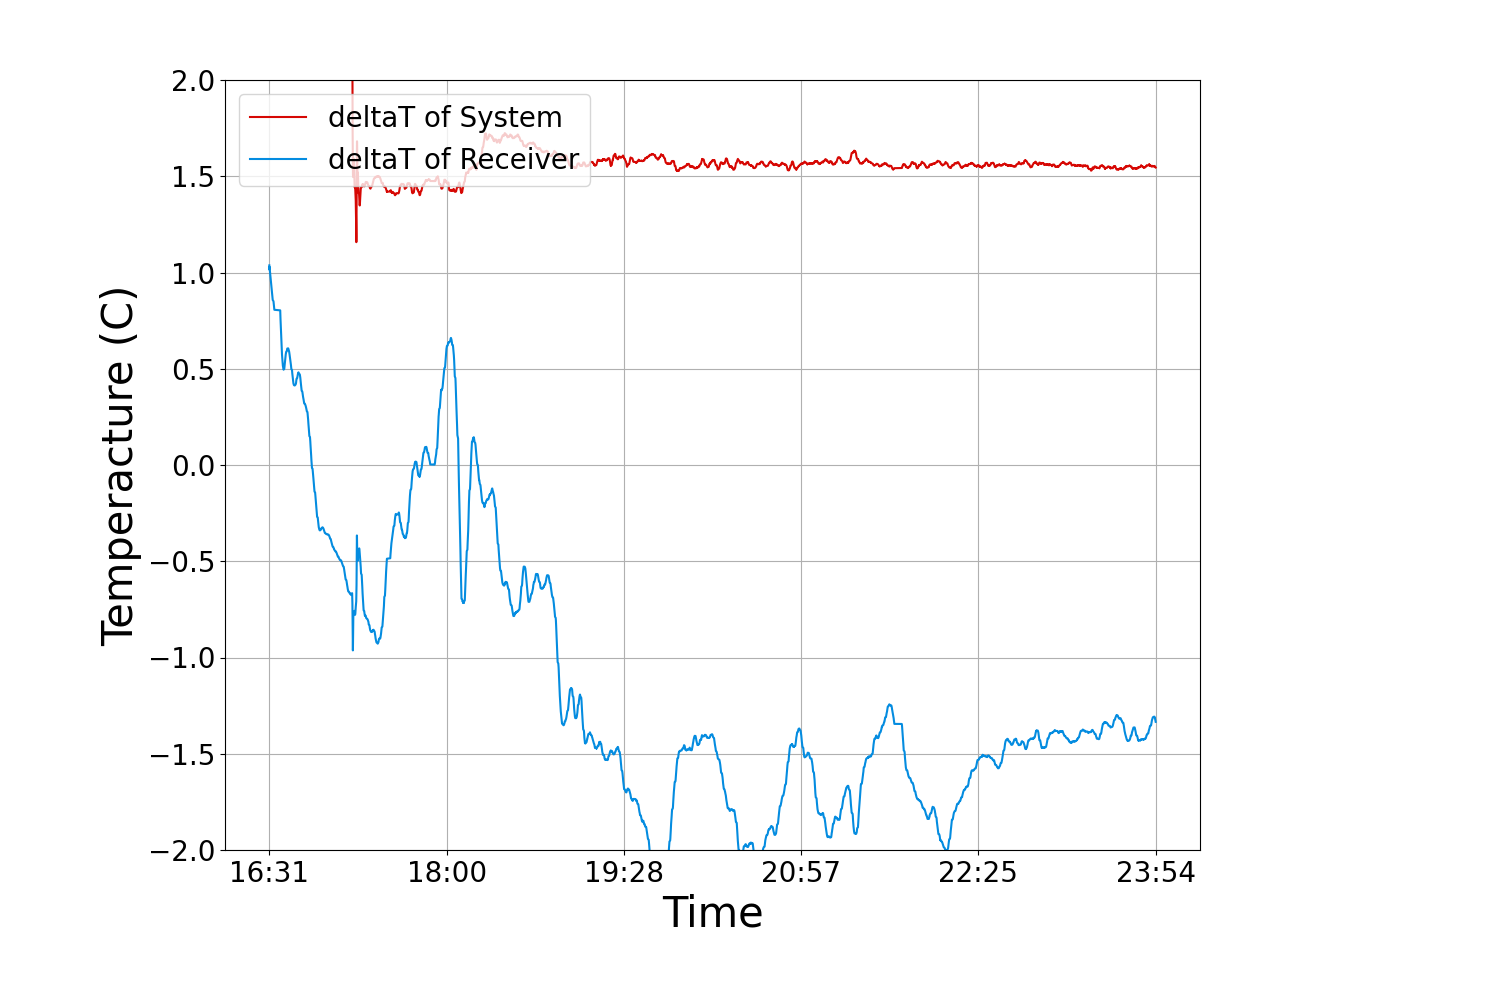 deltaT of System
deltaT of Receiver
2.0
1.5
1.0
0.5
0.0
−0.5
−1.0
−1.5
−2.0
Temperacture (C)
16:31 18:00 19:28 20:57 22:25 23:54
Time